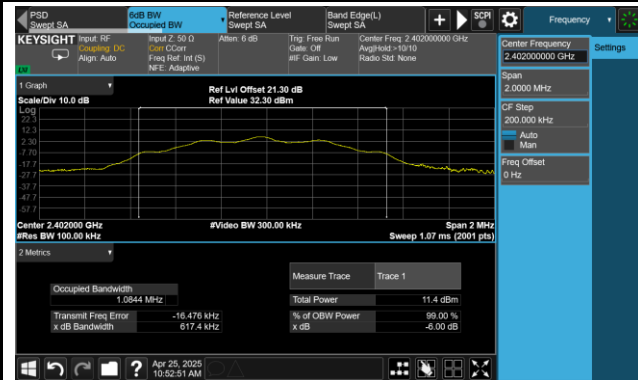 PSD
Swept SA
6dB BW
Occupied BW
Reference Level
Swept SA
Band Edge(L)
Swept SA
SCPI
Frequency
KEYSIGHT
Input: RF
Coupling: DC
Align: Auto
Input Z: 50 Ω
Corr CCorr
Freq Ref: Int (S)
NFE: Adaptive
Atten: 6 dB
Trig: Free Run
Gate: Off
#IF Gain: Low
Center Freq: 2.402000000 GHz
Avg|Hold:>10/10
Radio Std: None
Center Frequency
2.402000000 GHz
Settings
Span
2.0000 MHz
CF Step
200.000 kHz
Auto
Man
Freq Offset
0 Hz
1 Graph
Scale/Div 10.0 dB
Ref Lvl Offset 21.30 dB
Ref Value 32.30 dBm
Log
22.3
12.3
2.30
-7.70
-17.7
-27.7
-37.7
-47.7
-57.7
Center 2.402000 GHz
#Res BW 100.00 kHz
#Video BW 300.00 kHz
Span 2 MHz
Sweep 1.07 ms (2001 pts)
2 Metrics
Measure Trace
Trace 1
Occupied Bandwidth
1.0844 MHz
Total Power
11.4 dBm
Transmit Freq Error
-16.476 kHz
% of OBW Power
99.00 %
x dB Bandwidth
617.4 kHz
x dB
-6.00 dB
Apr 25, 2025
10:52:51 AM